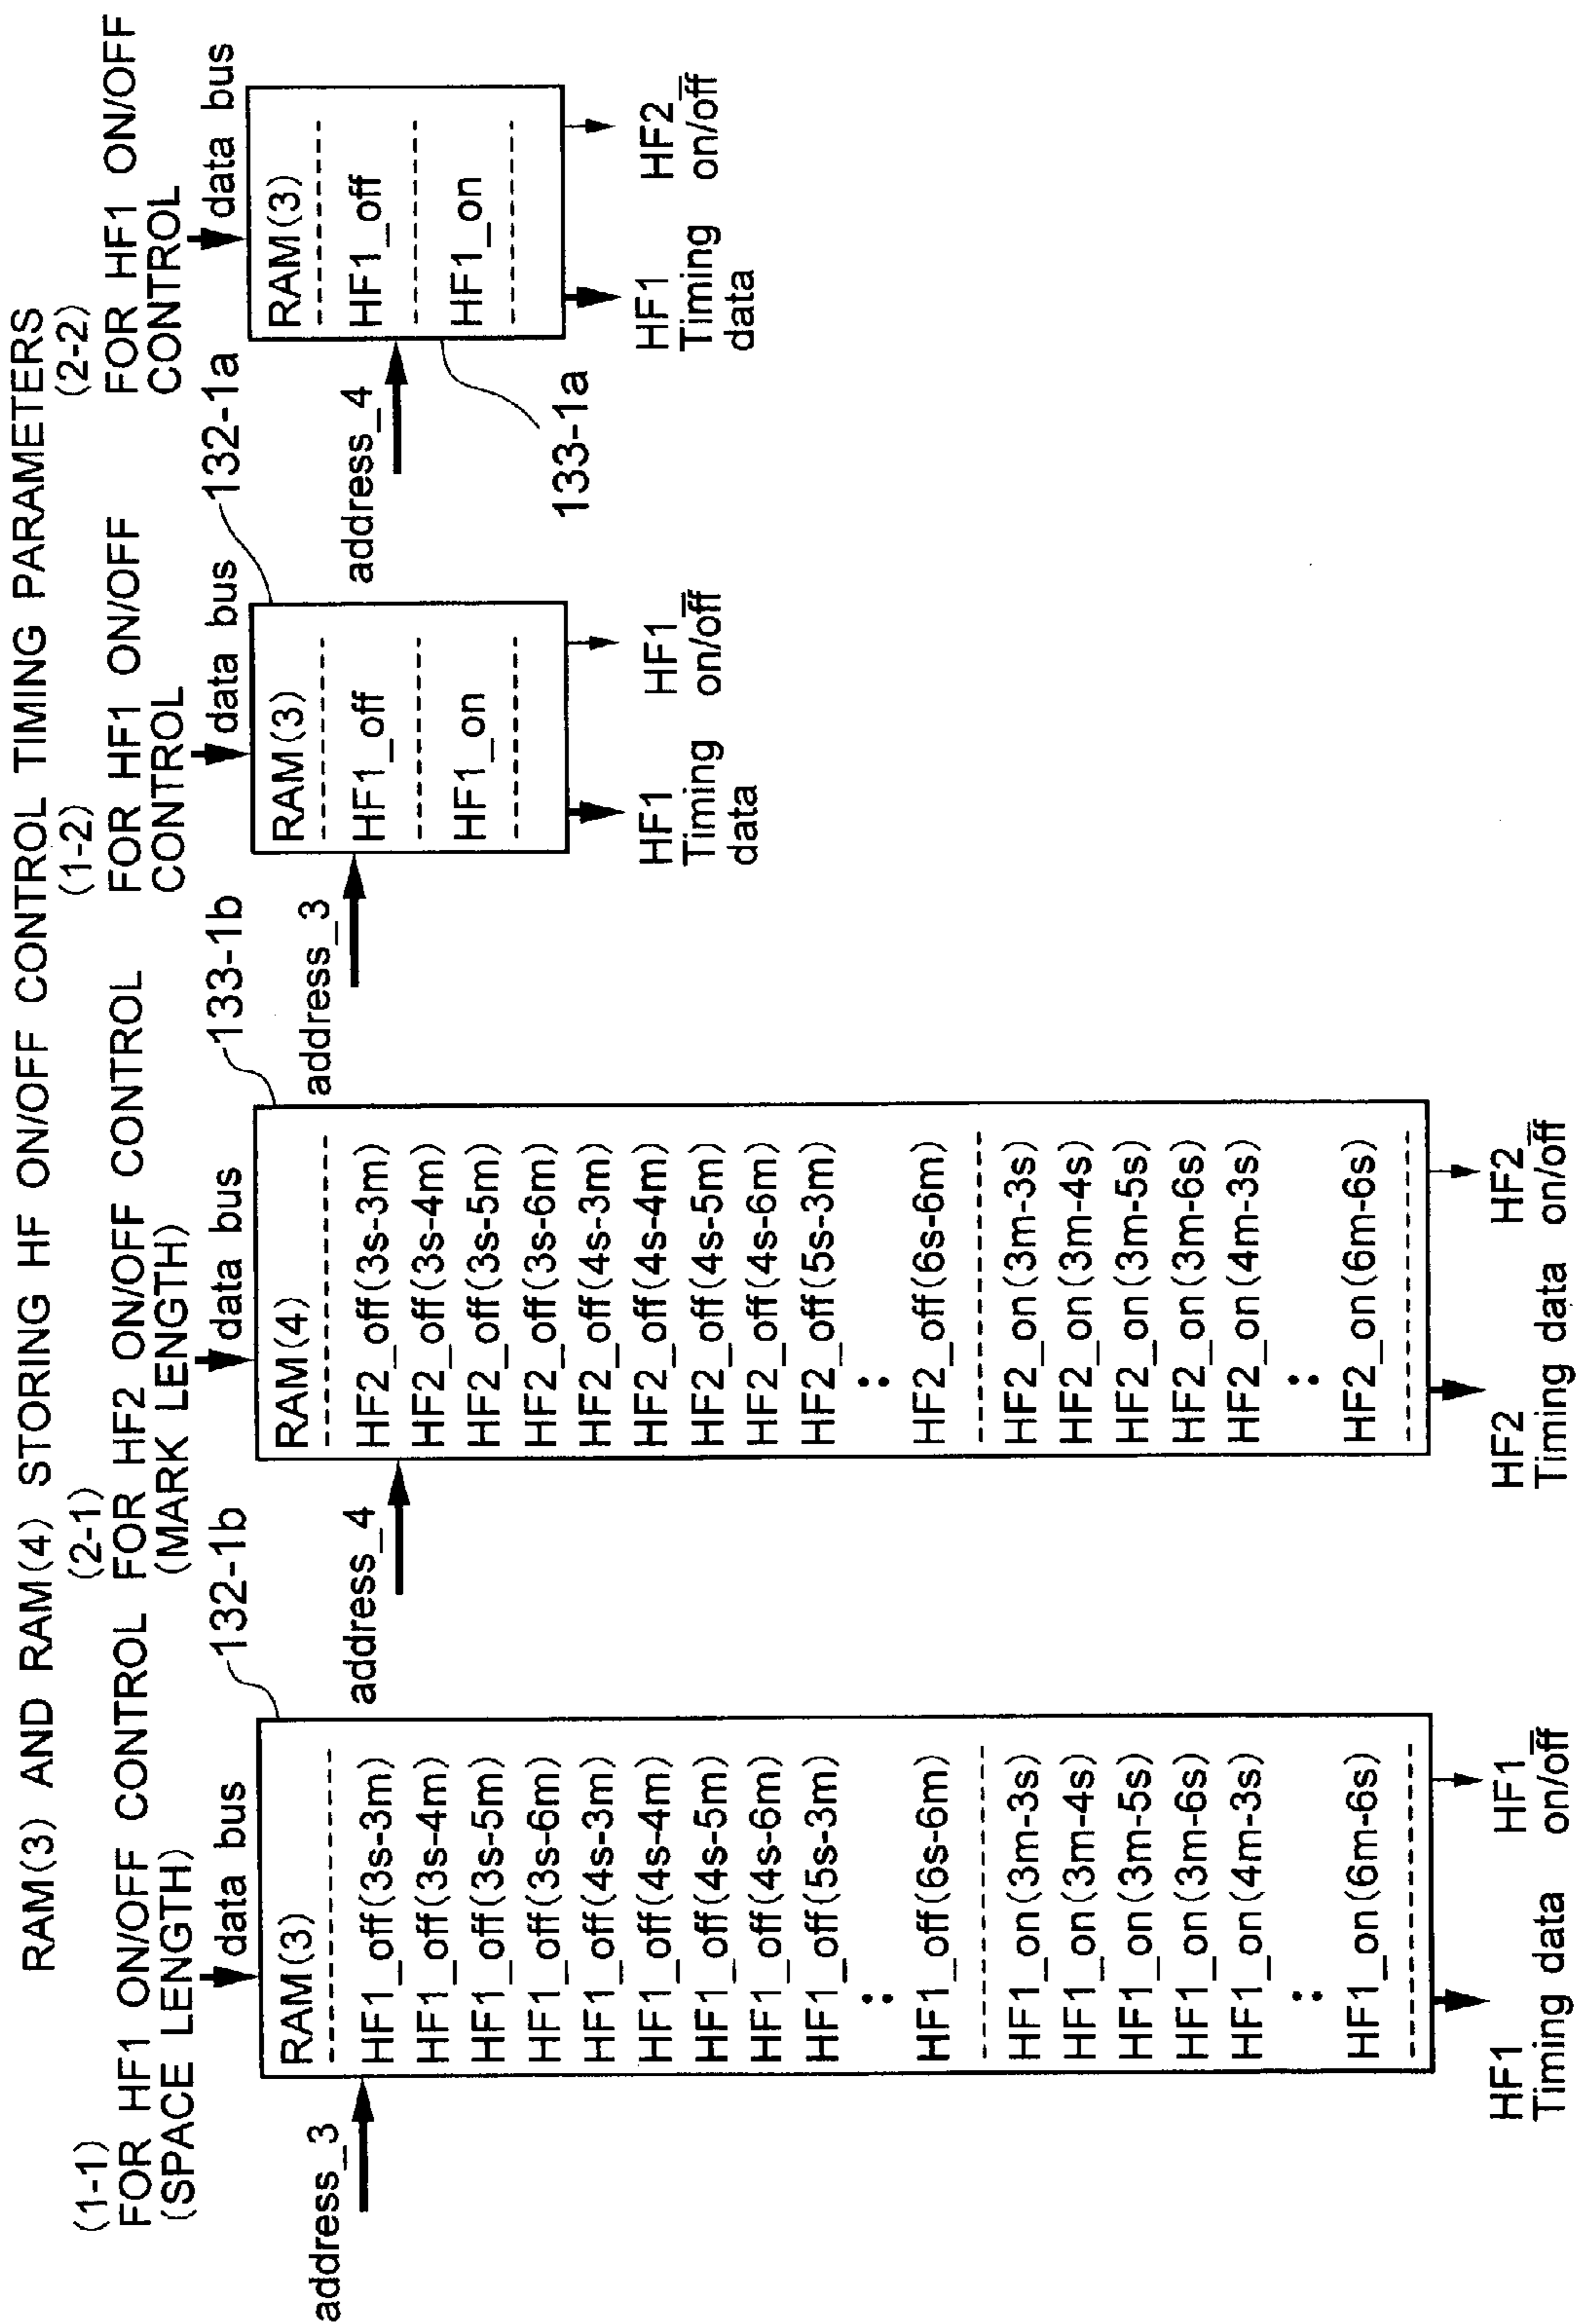 RAM(3) AND RAM(4) STORING HF ON/OFF CONTROL TIMING PARAMETERS
(1-1)
FOR HF1 ON/OFF CONTROL
(SPACE LENGTH)
132-1b
data bus
address_3
RAM(3)
HF1_off(3s-3m)
HF1_off(3s-4m)
HF1_off(3s-5m)
HF1_off(3s-6m)
HF1_off(4s-3m)
HF1_off(4s-4m)
HF1_off(4s-5m)
HF1_off(4s-6m)
HF1_off(5s-3m)
:
HF1_off(6s-6m)
HF1_on(3m-3s)
HF1_on(3m-4s)
HF1_on(3m-5s)
HF1_on(3m-6s)
HF1_on(4m-3s)
:
HF1_on(6m-6s)
HF1
Timing data
HF1
on/o̅f̅f̅
(2-1)
FOR HF2 ON/OFF CONTROL
(MARK LENGTH)
133-1b
data bus
address_4
RAM(4)
HF2_off(3s-3m)
HF2_off(3s-4m)
HF2_off(3s-5m)
HF2_off(3s-6m)
HF2_off(4s-3m)
HF2_off(4s-4m)
HF2_off(4s-5m)
HF2_off(4s-6m)
HF2_off(5s-3m)
:
HF2_off(6s-6m)
HF2_on(3m-3s)
HF2_on(3m-4s)
HF2_on(3m-5s)
HF2_on(3m-6s)
HF2_on(4m-3s)
:
HF2_on(6m-6s)
HF2
Timing data
HF2
on/o̅f̅f̅
(1-2)
FOR HF1 ON/OFF
CONTROL
132-1a
data bus
address_3
RAM(3)
HF1_off
HF1_on
HF1
Timing
data
HF1
on/o̅f̅f̅
(2-2)
FOR HF1 ON/OFF
CONTROL
data bus
address_4
133-1a
RAM(3)
HF1_off
HF1_on
HF1
Timing
data
HF2
on/o̅f̅f̅